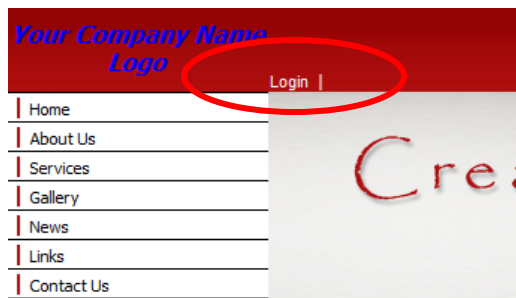 Your Company Name
Logo
Login |
Home
About Us
Services
Gallery
News
Links
Contact Us
Crea